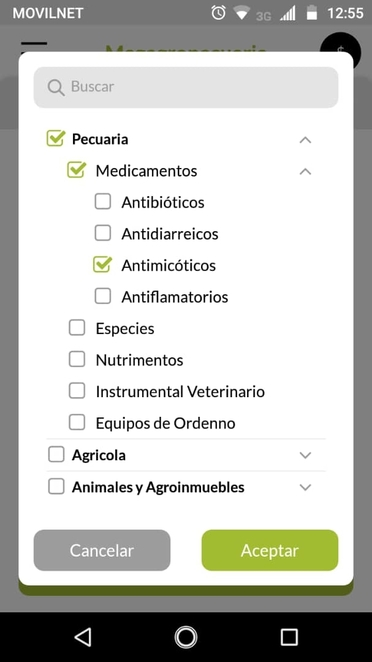 MOVILNET 3G 12:55
Buscar
Pecuaria
Medicamentos
Antibióticos
Antidiarreicos
Antimicóticos
Antiflamatorios
Especies
Nutrimentos
Instrumental Veterinario
Equipos de Ordenno
Agricola
Animales y Agroinmuebles
Cancelar Aceptar